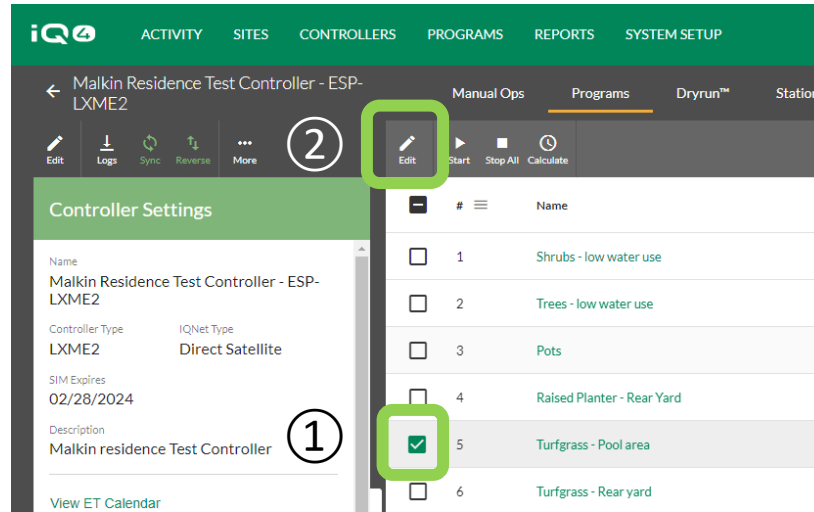 iQ4 ACTIVITY SITES CONTROLLERS PROGRAMS REPORTS SYSTEM SETUP
Malkin Residence Test Controller - ESP-
LXME2
Manual Ops Programs Dryrun™ Station
Edit Logs Sync Reverse More
②
Edit Start Stop All Calculate
Controller Settings
# Name
Name
Malkin Residence Test Controller - ESP-
LXME2
Controller Type IQNet Type
LXME2 Direct Satellite
SIM Expires
02/28/2024
Description
Malkin residence Test Controller
①
View ET Calendar
1 Shrubs - low water use
2 Trees - low water use
3 Pots
4 Raised Planter - Rear Yard
5 Turfgrass - Pool area
6 Turfgrass - Rear yard